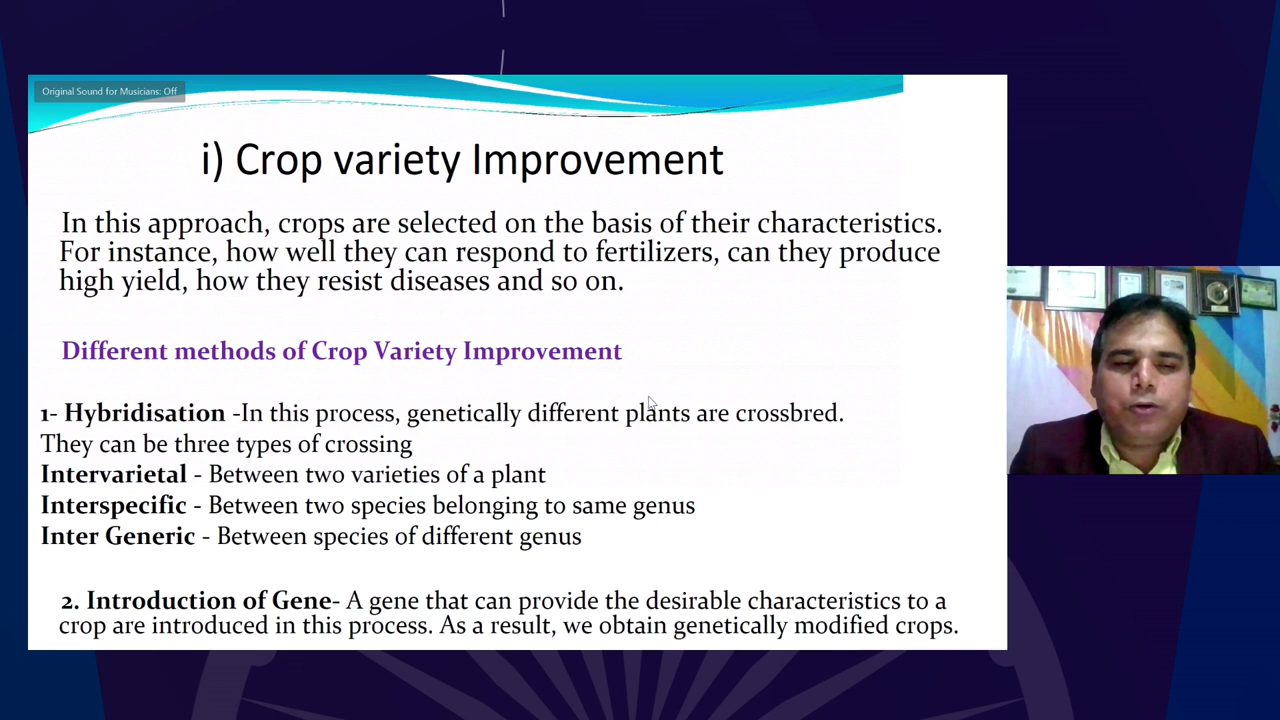 Original Sound for Musicians: Off
i) Crop variety Improvement
In this approach, crops are selected on the basis of their characteristics.
For instance, how well they can respond to fertilizers, can they produce
high yield, how they resist diseases and so on.
Different methods of Crop Variety Improvement
1- Hybridisation -In this process, genetically different plants are crossbred.
They can be three types of crossing
Intervarietal - Between two varieties of a plant
Interspecific - Between two species belonging to same genus
Inter Generic - Between species of different genus
2. Introduction of Gene- A gene that can provide the desirable characteristics to a
crop are introduced in this process. As a result, we obtain genetically modified crops.